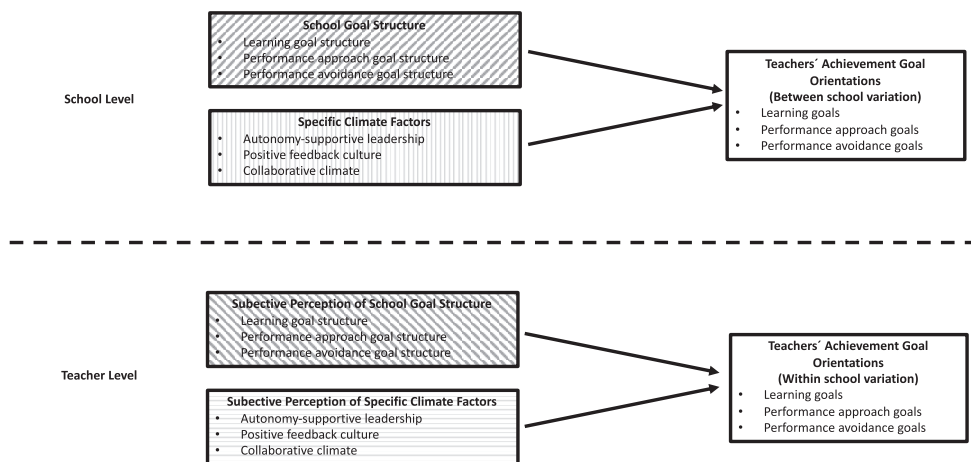 School Level
School Goal Structure
• Learning goal structure
• Performance approach goal structure
• Performance avoidance goal structure
Specific Climate Factors
• Autonomy-supportive leadership
• Positive feedback culture
• Collaborative climate
Teachers´ Achievement Goal
Orientations
(Between school variation)
• Learning goals
• Performance approach goals
• Performance avoidance goals
Teacher Level
Subective Perception of School Goal Structure
• Learning goal structure
• Performance approach goal structure
• Performance avoidance goal structure
Subective Perception of Specific Climate Factors
• Autonomy-supportive leadership
• Positive feedback culture
• Collaborative climate
Teachers´ Achievement Goal
Orientations
(Within school variation)
• Learning goals
• Performance approach goals
• Performance avoidance goals